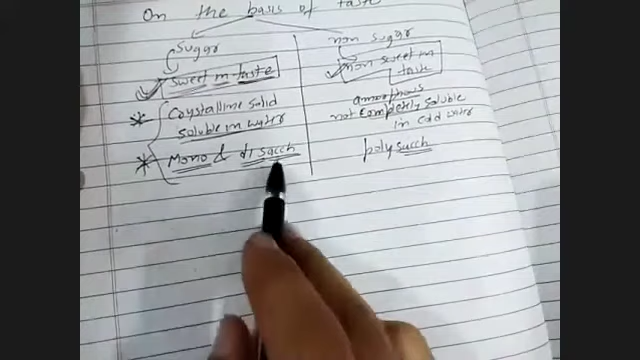 On the basis of taste
Sugar
non sugar
sweet in taste
non sweet in
taste
Crystalline solid
soluble in water
amorphous
not completely soluble
in cold water
Mono & di sacch
poly succh